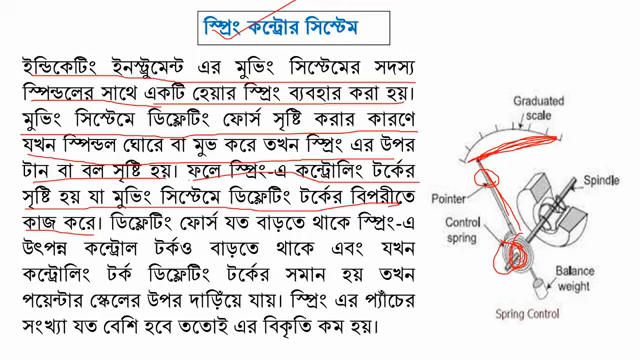 স্প্রিং কন্ট্রোর সিস্টেম
ইন্ডিকেটিং ইনস্ট্রুমেন্ট এর মুভিং সিস্টেমের সদস্য
স্পিন্ডলের সাথে একটি হেয়ার স্প্রিং ব্যবহার করা হয়।
মুভিং সিস্টেমে ডিফ্লেটিং ফোর্স সৃষ্টি করার কারণে
যখন স্পিন্ডল ঘোরে বা মুভ করে তখন স্প্রিং এর উপর
টান বা বল সৃষ্টি হয়। ফলে স্প্রিং-এ কন্ট্রোলিং টর্কের
সৃষ্টি হয় যা মুভিং সিস্টেমে ডিফ্লেটিং টর্কের বিপরীতে
কাজ করে। ডিফ্লেটিং ফোর্স যত বাড়তে থাকে স্প্রিং-এ
উৎপন্ন কন্ট্রোল টর্কও বাড়তে থাকে এবং যখন
কন্ট্রোলিং টর্ক ডিফ্লেটিং টর্কের সমান হয় তখন
পয়েন্টার স্কেলের উপর দাড়িঁয়ে যায়। স্প্রিং এর প্যাঁচের
সংখ্যা যত বেশি হবে ততোই এর বিকৃতি কম হয়।
Graduated
scale
Spindle
Pointer
Control
spring
Balance
weight
Spring Control